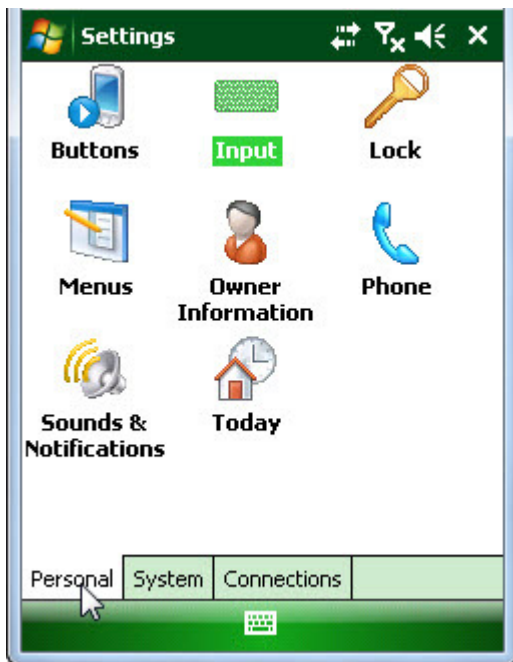 Settings
Buttons
Input
Lock
Menus
Owner
Information
Phone
Sounds &
Notifications
Today
Personal
System
Connections